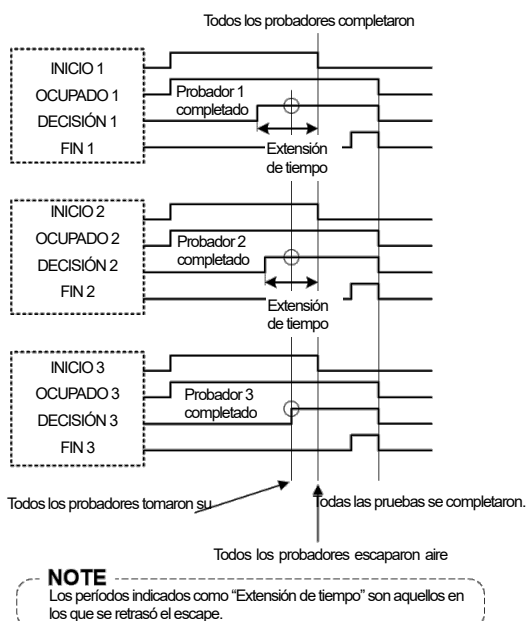 Todos los probadores completaron
INICIO 1
OCUPADO 1
DECISIÓN 1
FIN 1
Probador 1
completado
Extensión
de tiempo
INICIO 2
OCUPADO 2
DECISIÓN 2
FIN 2
Probador 2
completado
Extensión
de tiempo
INICIO 3
OCUPADO 3
DECISIÓN 3
FIN 3
Probador 3
completado
Todos los probadores tomaron su
Todas las pruebas se completaron.
Todos los probadores escaparon aire
NOTE
Los períodos indicados como “Extensión de tiempo” son aquellos en
los que se retrasó el escape.